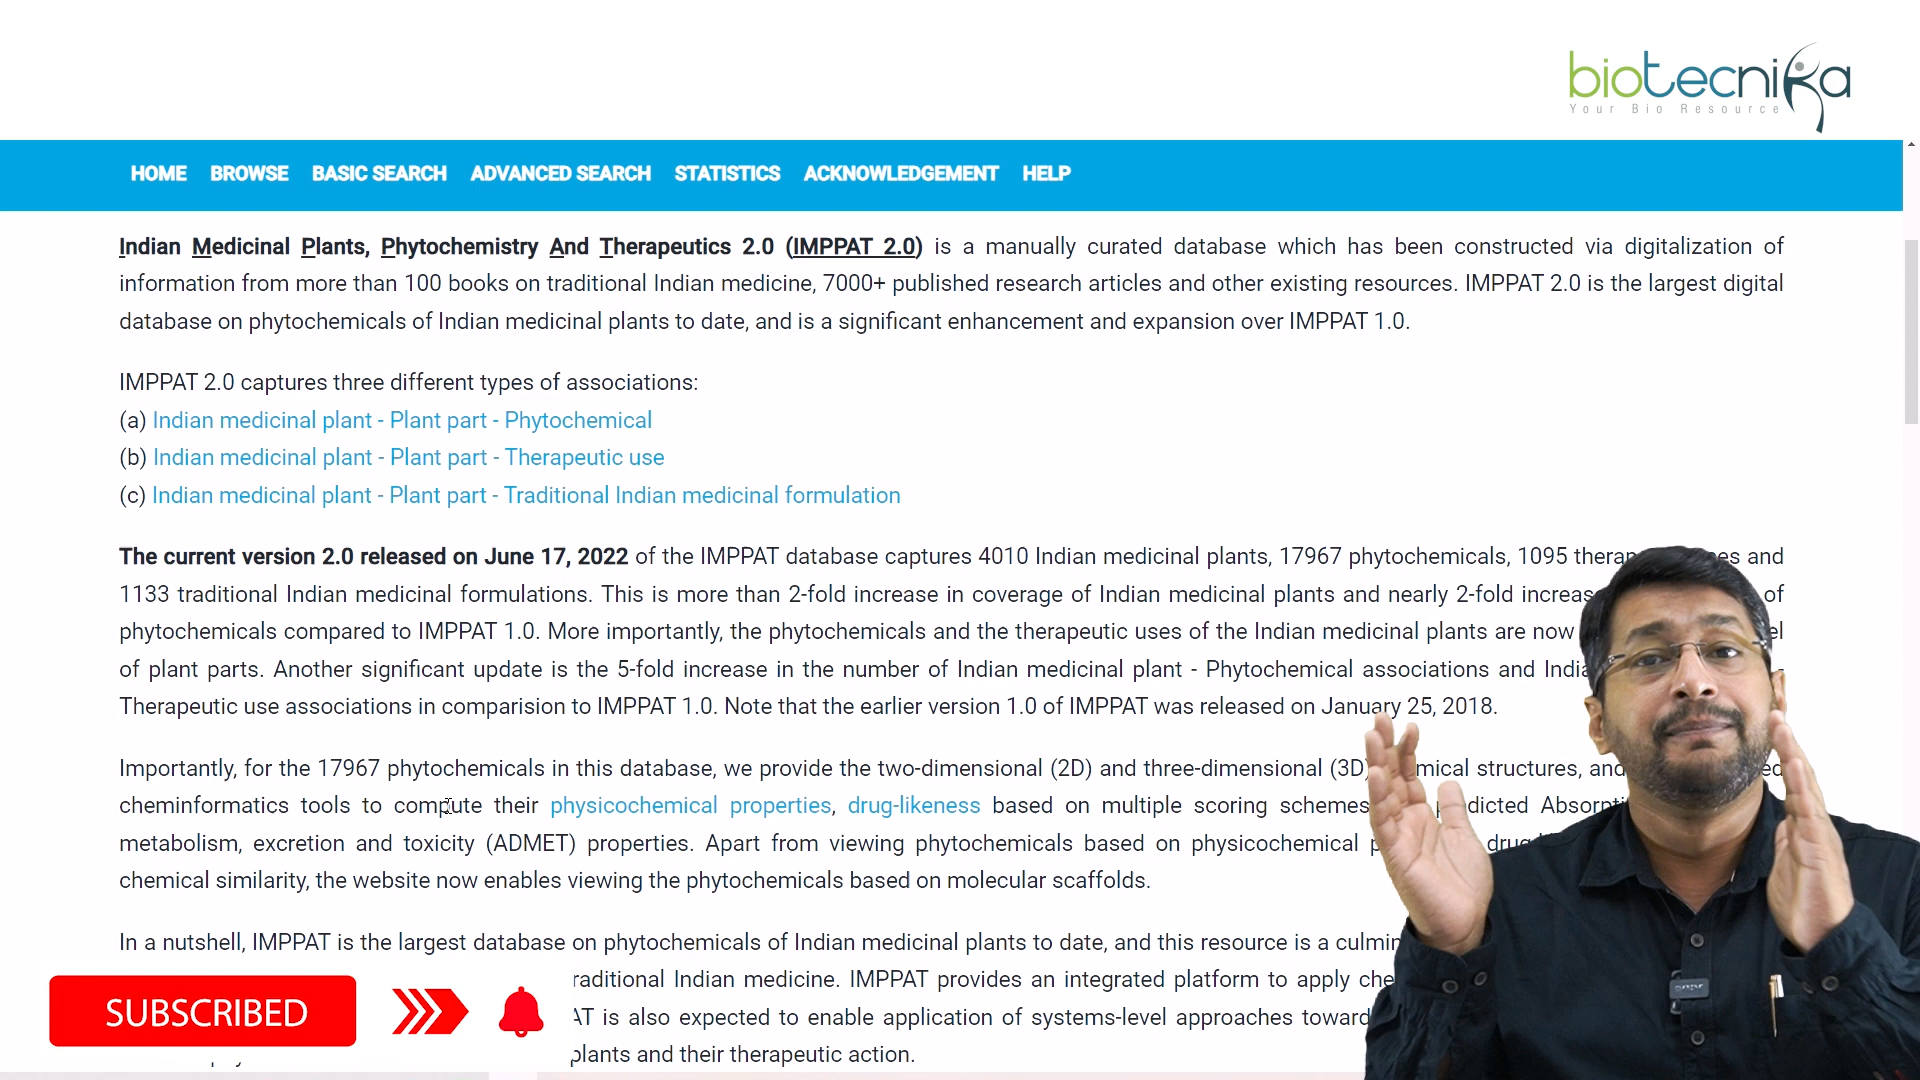 biotecnika
Your Bio Resource
HOME BROWSE BASIC SEARCH ADVANCED SEARCH STATISTICS ACKNOWLEDGEMENT HELP
Indian Medicinal Plants, Phytochemistry And Therapeutics 2.0 (IMPPAT 2.0) is a manually curated database which has been constructed via digitalization of
information from more than 100 books on traditional Indian medicine, 7000+ published research articles and other existing resources. IMPPAT 2.0 is the largest digital
database on phytochemicals of Indian medicinal plants to date, and is a significant enhancement and expansion over IMPPAT 1.0.
IMPPAT 2.0 captures three different types of associations:
(a) Indian medicinal plant - Plant part - Phytochemical
(b) Indian medicinal plant - Plant part - Therapeutic use
(c) Indian medicinal plant - Plant part - Traditional Indian medicinal formulation
The current version 2.0 released on June 17, 2022 of the IMPPAT database captures 4010 Indian medicinal plants, 17967 phytochemicals, 1095 and
1133 traditional Indian medicinal formulations. This is more than 2-fold increase in coverage of Indian medicinal plants and nearly 2-fold of
phytochemicals compared to IMPPAT 1.0. More importantly, the phytochemicals and the therapeutic uses of the Indian medicinal plants are now
of plant parts. Another significant update is the 5-fold increase in the number of Indian medicinal plant - Phytochemical associations and
Therapeutic use associations in comparision to IMPPAT 1.0. Note that the earlier version 1.0 of IMPPAT was released on January 25, 2018.
Importantly, for the 17967 phytochemicals in this database, we provide the two-dimensional (2D) and three-dimensional (3D) structures, and
cheminformatics tools to compute their physicochemical properties, drug-likeness based on multiple scoring schemes
metabolism, excretion and toxicity (ADMET) properties. Apart from viewing phytochemicals based on physicochemical
chemical similarity, the website now enables viewing the phytochemicals based on molecular scaffolds.
In a nutshell, IMPPAT is the largest database on phytochemicals of Indian medicinal plants to date, and this resource is a
Indian medicine. IMPPAT provides an integrated platform to apply
SUBSCRIBED
is also expected to enable application of systems-level approaches
plants and their therapeutic action.